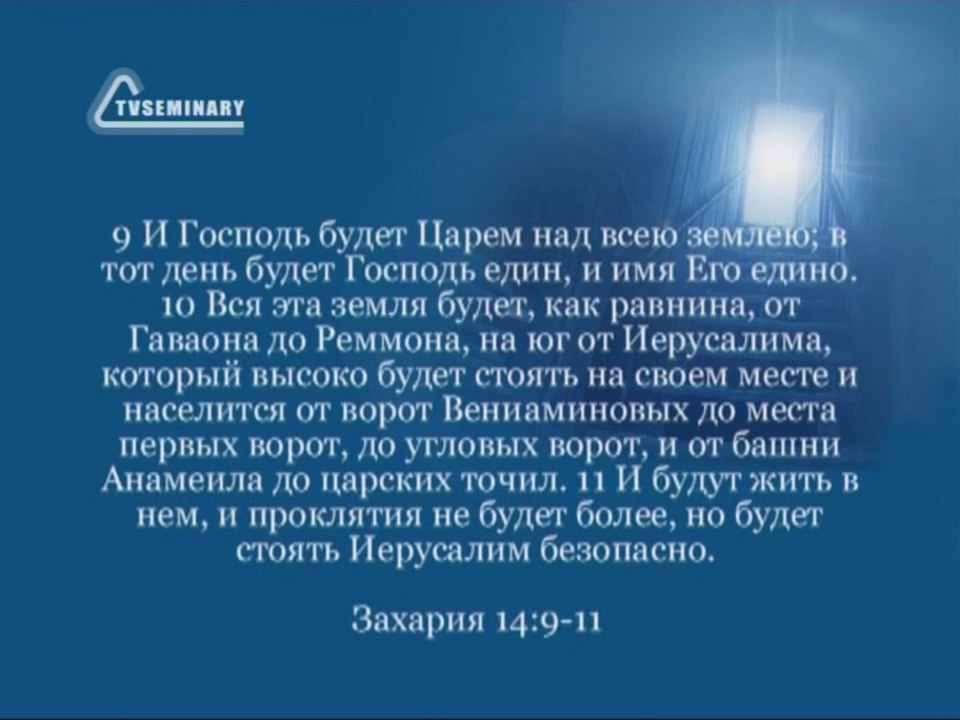 TVSEMINARY
9 И Господь будет Царем над всею землею; в
тот день будет Господь един, и имя Его едино.
10 Вся эта земля будет, как равнина, от
Гаваона до Реммона, на юг от Иерусалима,
который высоко будет стоять на своем месте и
населится от ворот Вениаминовых до места
первых ворот, до угловых ворот, и от башни
Анамеила до царских точил. 11 И будут жить в
нем, и проклятия не будет более, но будет
стоять Иерусалим безопасно.
Захария 14:9-11